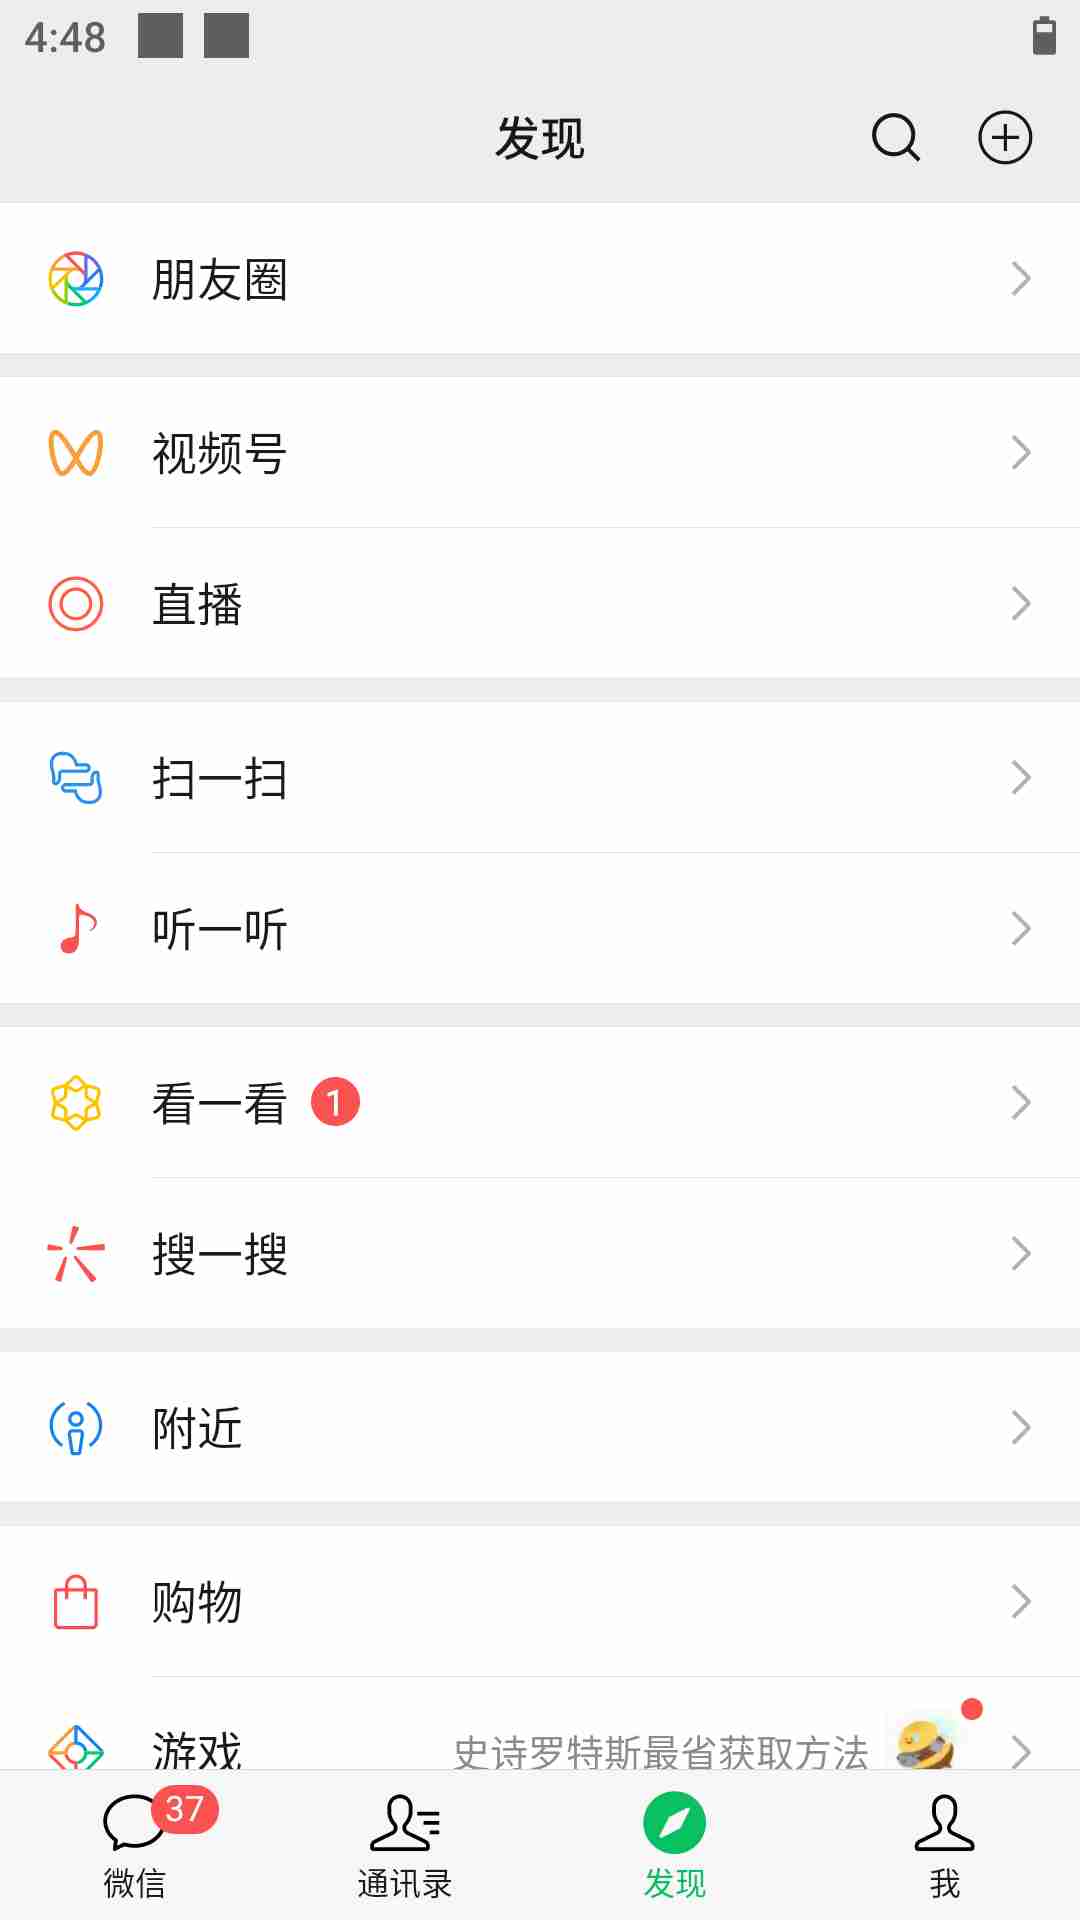 4:48
发现
朋友圈
视频号
直播
扫一扫
听一听
看一看 1
搜一搜
附近
购物
游戏 史诗罗特斯最省获取方法
37
微信 通讯录 发现 我